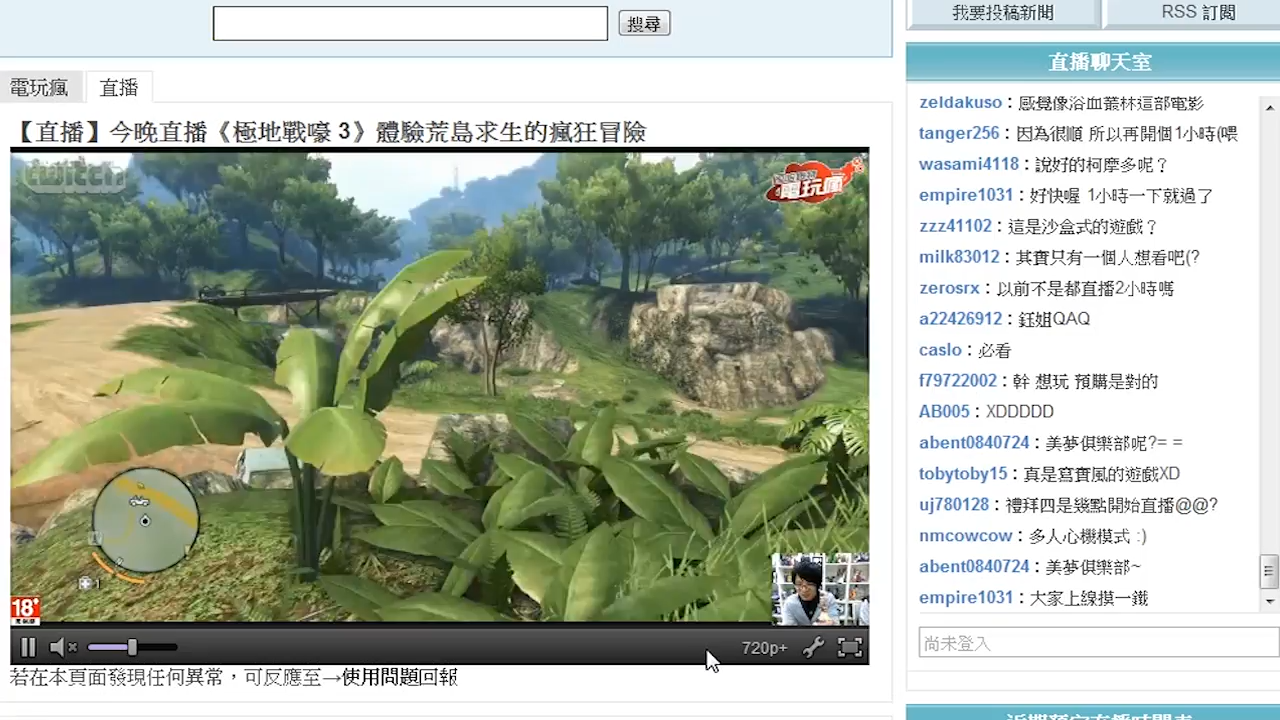 搜尋
我要投稿新聞
RSS 訂閱
電玩瘋
直播
【直播】今晚直播《極地戰嚎 3》體驗荒島求生的瘋狂冒險
twitch
電玩瘋
18+
720p+
若在本頁面發現任何異常，可反應至→使用問題回報
直播聊天室
zeldakuso：感覺像浴血叢林這部電影
tanger256：因為很順 所以再開個1小時(喂
wasami4118：說好的柯摩多呢？
empire1031：好快喔 1小時一下就過了
zzz41102：這是沙盒式的遊戲？
milk83012：其實只有一個人想看吧(?
zerosrx：以前不是都直播2小時嗎
a22426912：鈺姐QAQ
caslo：必看
f79722002：幹 想玩 預購是對的
AB005：XDDDDD
abent0840724：美夢俱樂部呢?= =
tobytoby15：真是寫實風的遊戲XD
uj780128：禮拜四是幾點開始直播@@?
nmcowcow：多人心機模式 :)
abent0840724：美夢俱樂部~
empire1031：大家上線摸一鐵
尚未登入